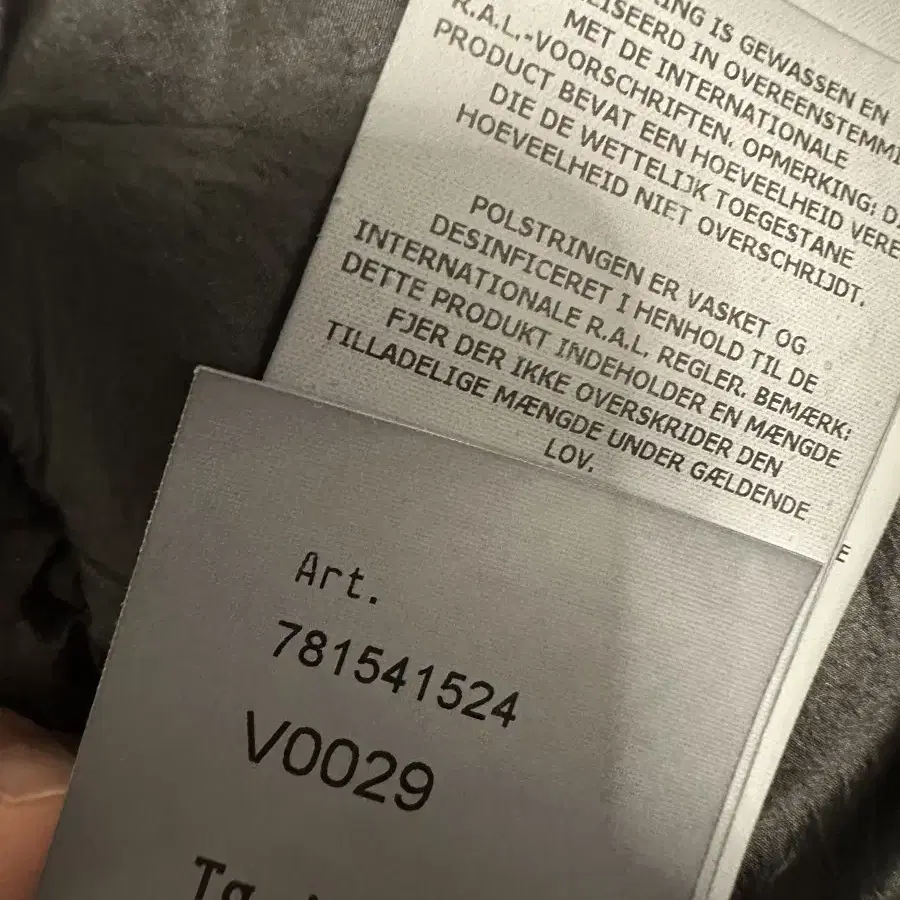 RING IS GEWASSEN EN
ISEERD IN OVEREENSTEMMI
MET DE INTERNATIONALE
R.A.L.-VOORSCHRIFTEN. OPMERKING: D
PRODUCT BEVAT EEN HOEVEELHEID VERE
DIE DE WETTELIJK TOEGESTANE
HOEVEELHEID NIET OVERSCHRIJDT.
POLSTRINGEN ER VASKET OG
DESINFICERET I HENHOLD TIL DE
INTERNATIONALE R.A.L. REGLER. BEMÆRK:
DETTE PRODUKT INDEHOLDER EN MÆNGDE
FJER DER IKKE OVERSKRIDER DEN
TILLADELIGE MÆNGDE UNDER GÆLDENDE
LOV.
E
Art.
781541524
V0029